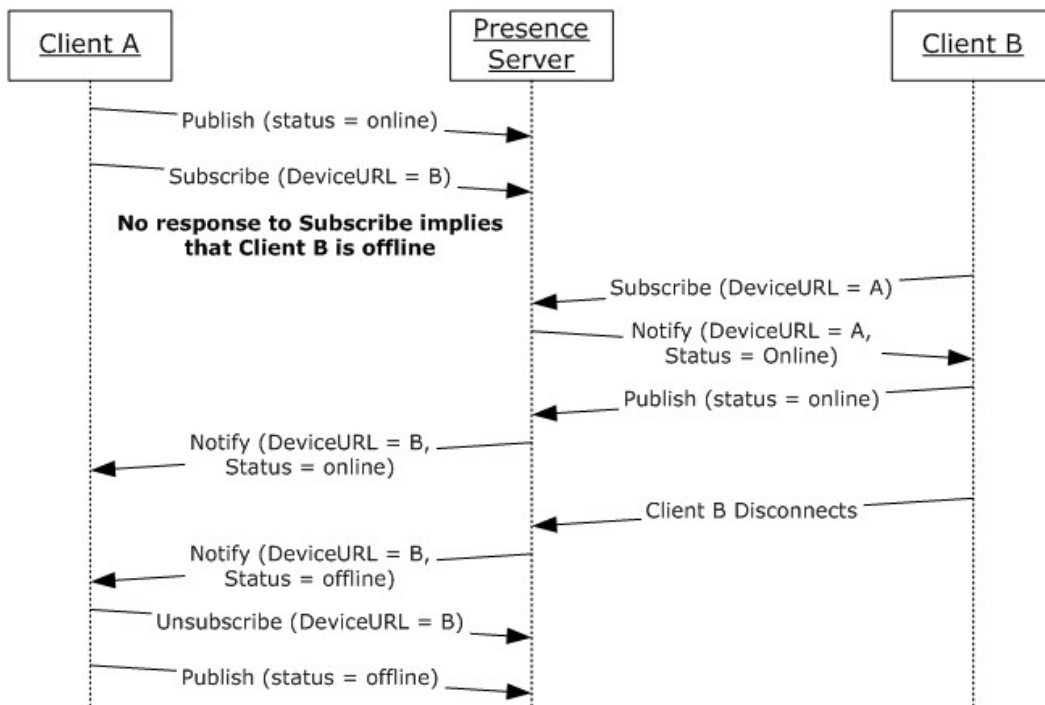 Client A
Presence
Server
Client B
Publish (status = online)
Subscribe (DeviceURL = B)
No response to Subscribe implies
that Client B is offline
Subscribe (DeviceURL = A)
Notify (DeviceURL = A,
Status = Online)
Publish (status = online)
Notify (DeviceURL = B,
Status = online)
Client B Disconnects
Notify (DeviceURL = B,
Status = offline)
Unsubscribe (DeviceURL = B)
Publish (status = offline)